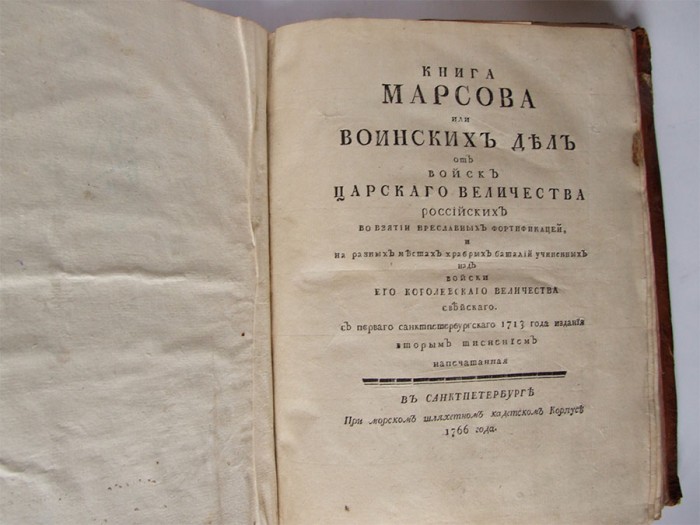 КНИГА
МАРСОВА
или
ВОИНСКИХЪ ДѢЛЪ
отъ
ВОЙСКЪ
ЦАРСКАГО ВЕЛИЧЕСТВА
РОССІЙСКИХЪ
ВО ВЗЯТІИ ПРЕСЛАВНЫХЪ ФОРТИФИКАЦЕЙ,
и
на разныхъ мѣстахъ храбрыхъ баталій учиненныхъ
надъ
ВОЙСКИ
ЕГО КОРОЛЕВСКАГО ВЕЛИЧЕСТВА
СВѢЙСКАГО.
съ перваго санктпетербургскаго 1713 года изданія
вторымъ тисненіемъ
напечатанная
ВЪ САНКТПЕТЕРБУРГѢ
При морскомъ шляхетномъ кадетскомъ Корпусѣ
1766 года.